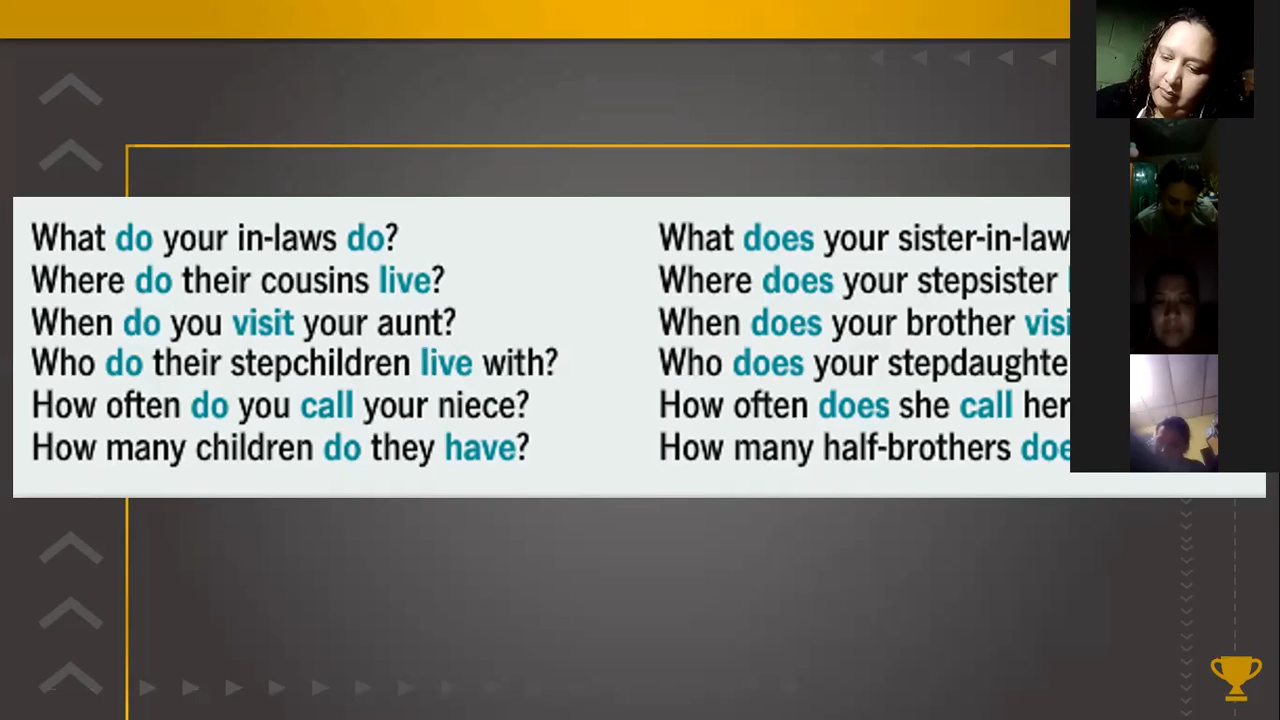 What do your in-laws do?
Where do their cousins live?
When do you visit your aunt?
Who do their stepchildren live with?
How often do you call your niece?
How many children do they have?
What does your sister-in-law
Where does your stepsister
When does your brother
Who does your
How often does she call her
How many half-brothers